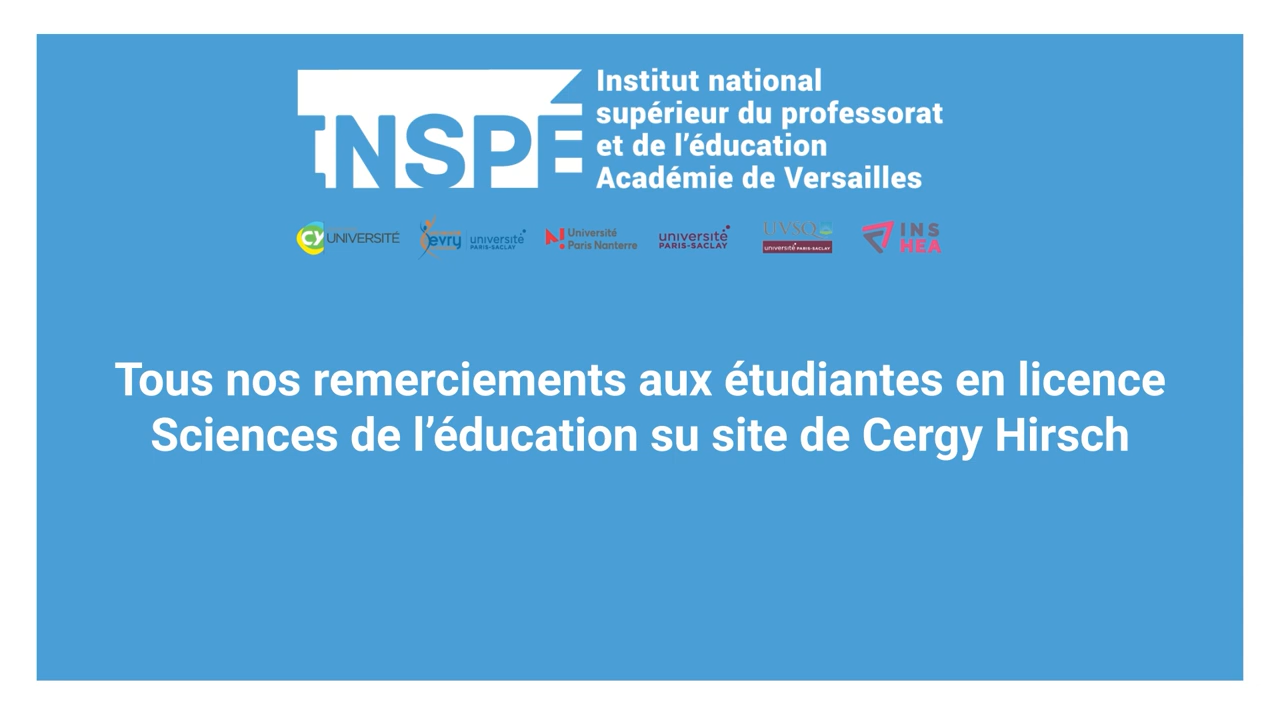 INSPÉ
Institut national
supérieur du professorat
et de l’éducation
Académie de Versailles
CY UNIVERSITÉ
evry université PARIS-SACLAY
Université Paris Nanterre
université PARIS-SACLAY
UVSQ université PARIS-SACLAY
INS HEA
Tous nos remerciements aux étudiantes en licence
Sciences de l’éducation su site de Cergy Hirsch